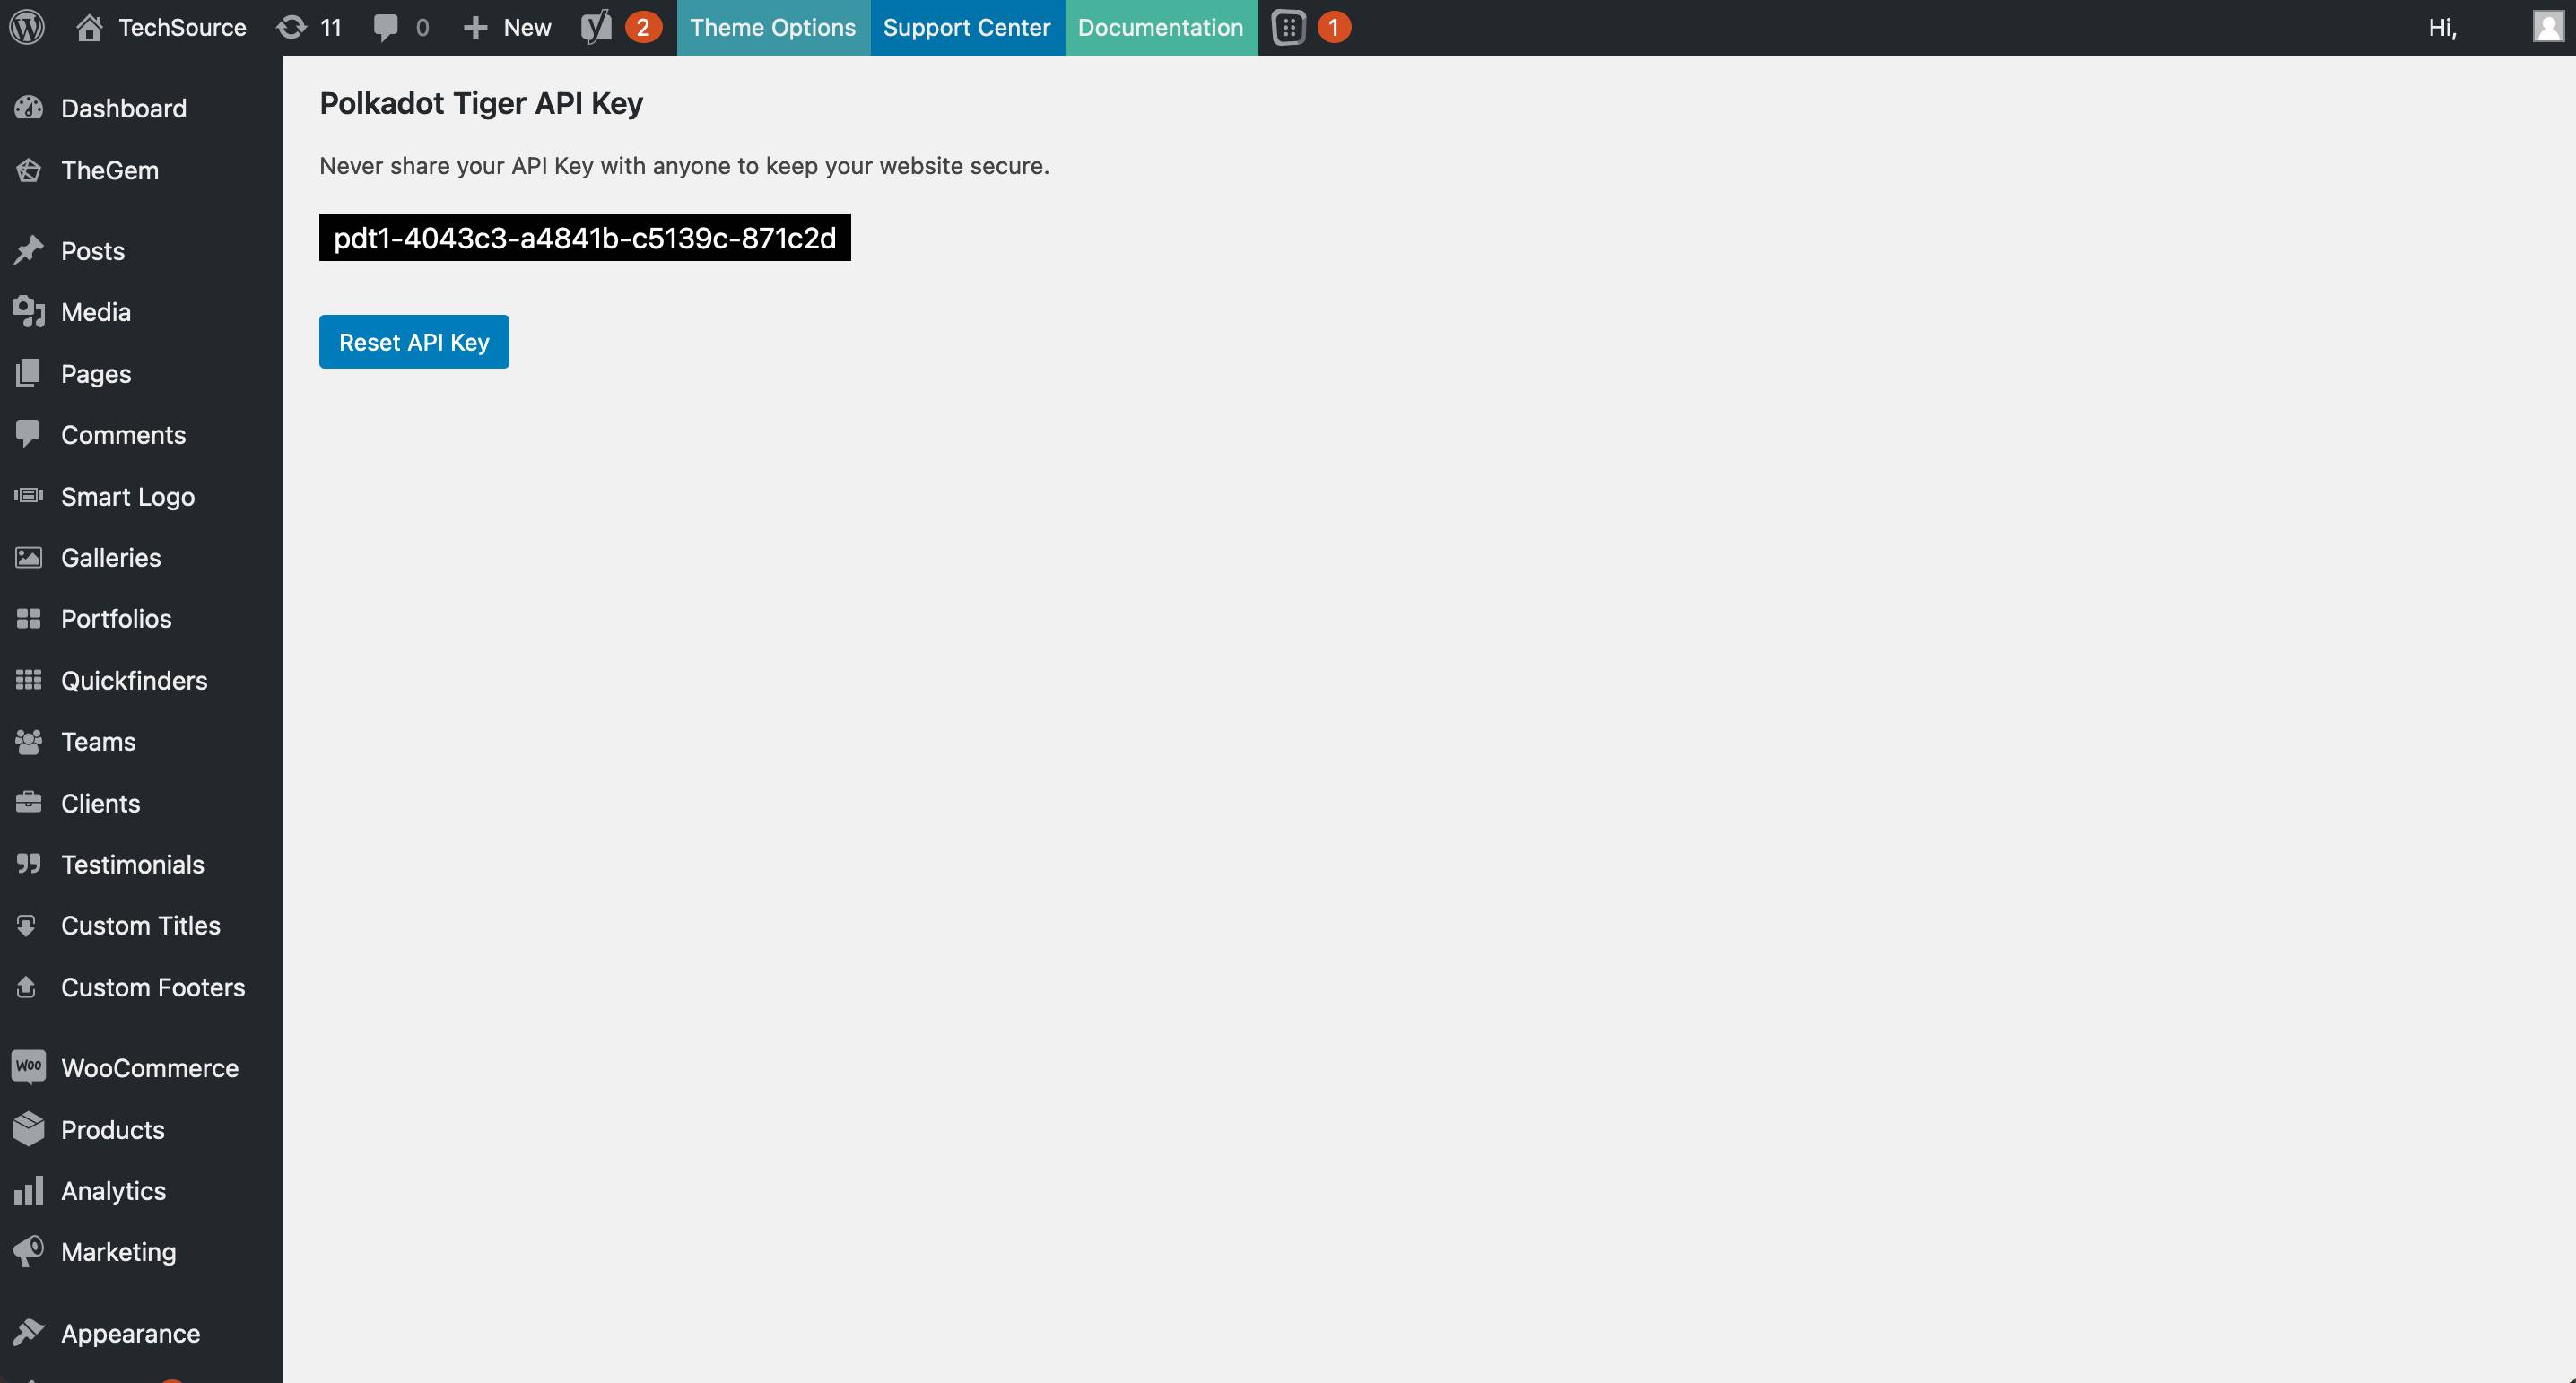 TechSource 11 0 New 2 Theme Options Support Center Documentation 1 Hi,
Dashboard
TheGem
Posts
Media
Pages
Comments
Smart Logo
Galleries
Portfolios
Quickfinders
Teams
Clients
Testimonials
Custom Titles
Custom Footers
Woo WooCommerce
Products
Analytics
Marketing
Appearance
Polkadot Tiger API Key
Never share your API Key with anyone to keep your website secure.
pdt1-4043c3-a4841b-c5139c-871c2d
Reset API Key